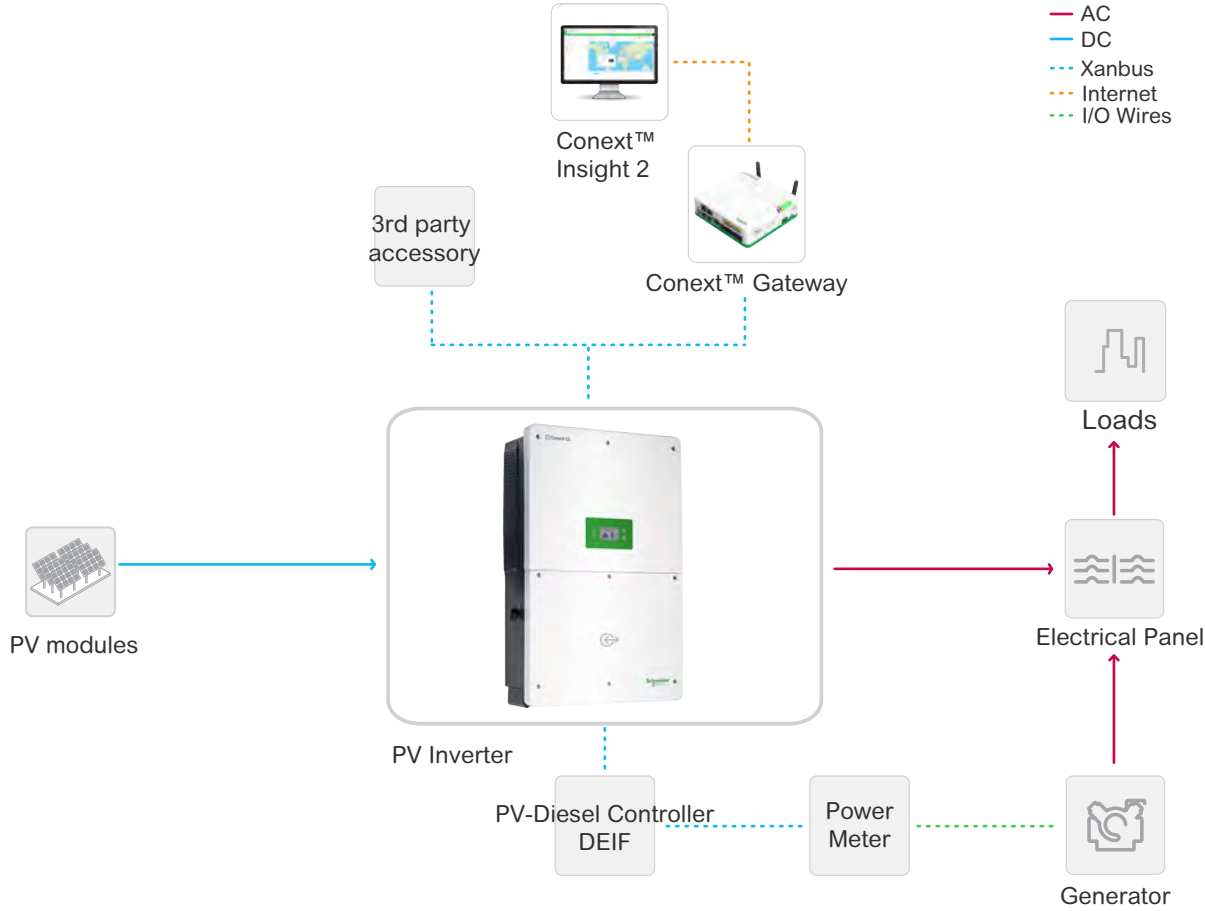 AC
DC
Xanbus
Internet
I/O Wires
Conext™
Insight 2
3rd party
accessory
Conext™ Gateway
Loads
PV modules
Electrical Panel
Schneider
PV Inverter
PV-Diesel Controller
DEIF
Power
Meter
Generator